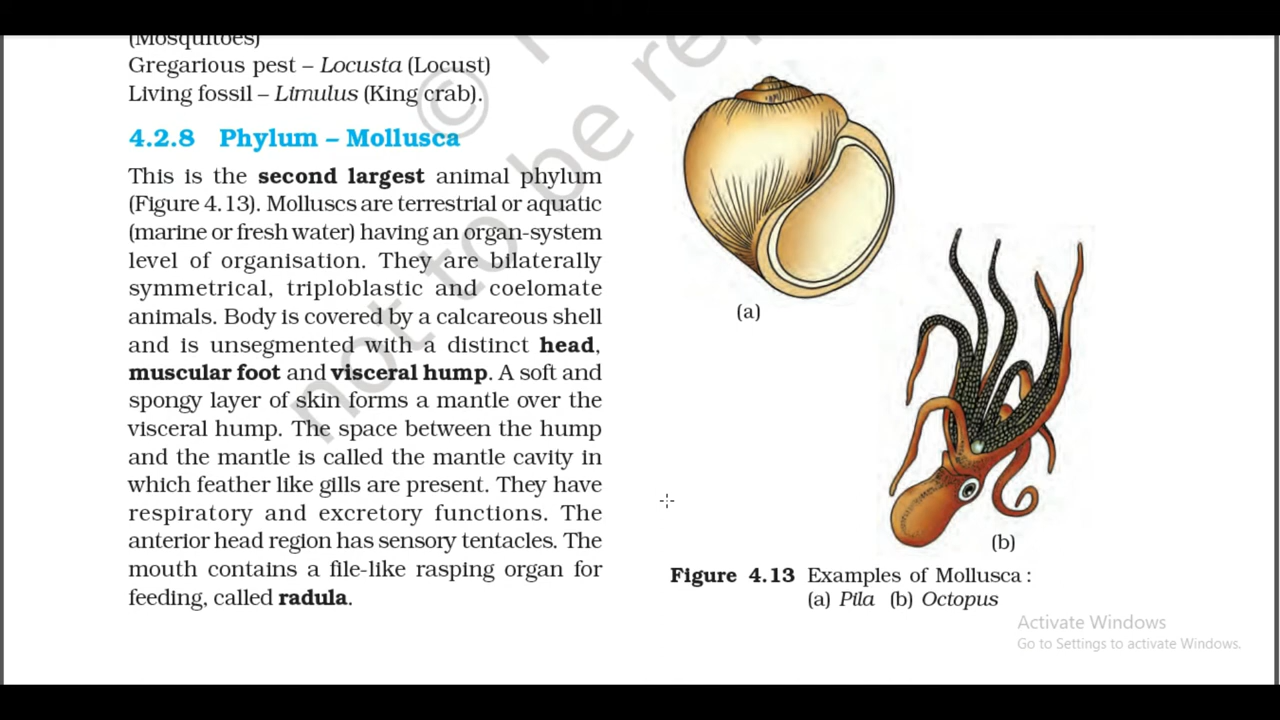 (Mosquitoes)
Gregarious pest – Locusta (Locust)
Living fossil – Limulus (King crab).
4.2.8 Phylum – Mollusca
This is the second largest animal phylum
(Figure 4.13). Molluscs are terrestrial or aquatic
(marine or fresh water) having an organ-system
level of organisation. They are bilaterally
symmetrical, triploblastic and coelomate
animals. Body is covered by a calcareous shell
and is unsegmented with a distinct head,
muscular foot and visceral hump. A soft and
spongy layer of skin forms a mantle over the
visceral hump. The space between the hump
and the mantle is called the mantle cavity in
which feather like gills are present. They have
respiratory and excretory functions. The
anterior head region has sensory tentacles. The
mouth contains a file-like rasping organ for
feeding, called radula.
(a)
(b)
Figure 4.13 Examples of Mollusca :
(a) Pila (b) Octopus
not to be
©
Activate Windows
Go to Settings to activate Windows.